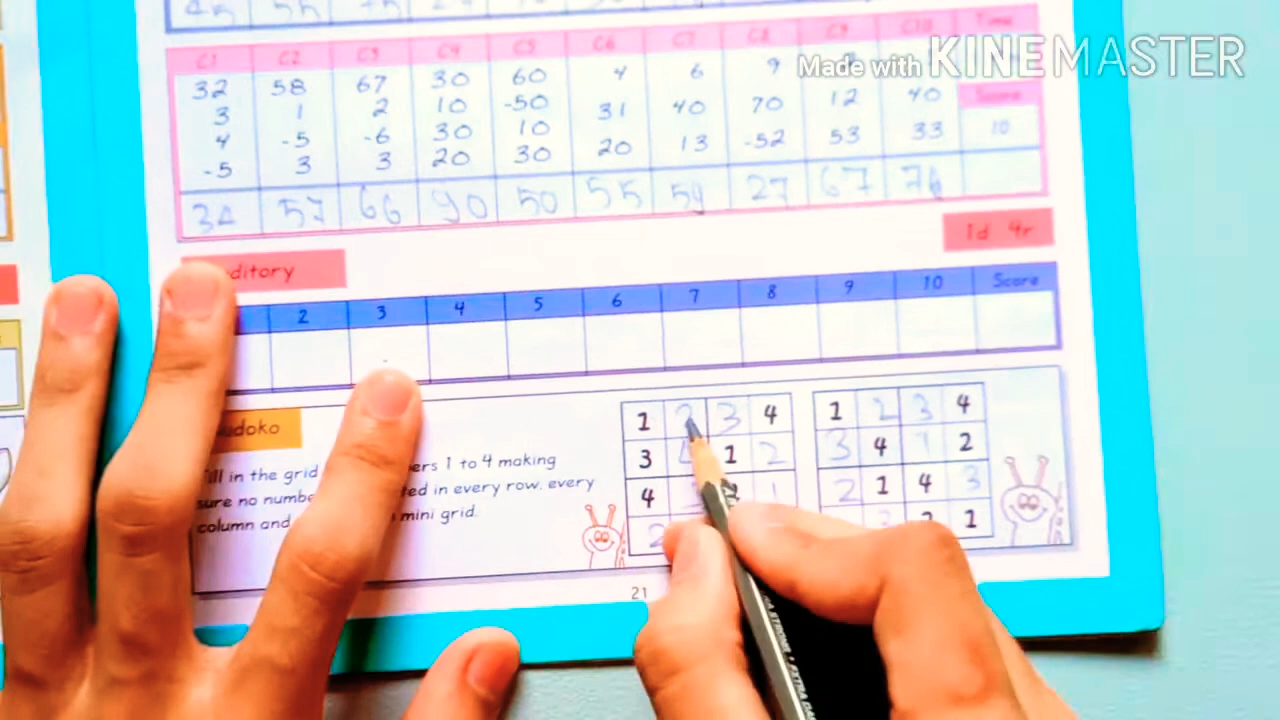 Made with KINEMASTER
C1 C2 C3 C4 C5 C6 C7 C8 C9 C10 Time
32 58 67 30 60 4 6 9
3 1 2 10 -50 31 40 70 12 40 Score
4 -5 -6 30 10 20 13 -52 53 33 10
-5 3 3 20 30
34 57 66 90 50 55 59 27 67 76
1d 4r
ditory
2 3 4 5 6 7 8 9 10 Score
udoko
ill in the grid ers 1 to 4 making
sure no numbe ted in every row. every
column and mini grid.
1 2 3 4
3 4 1 2
4
2
1 2 3 4
3 4 1 2
2 1 4 3
1
21